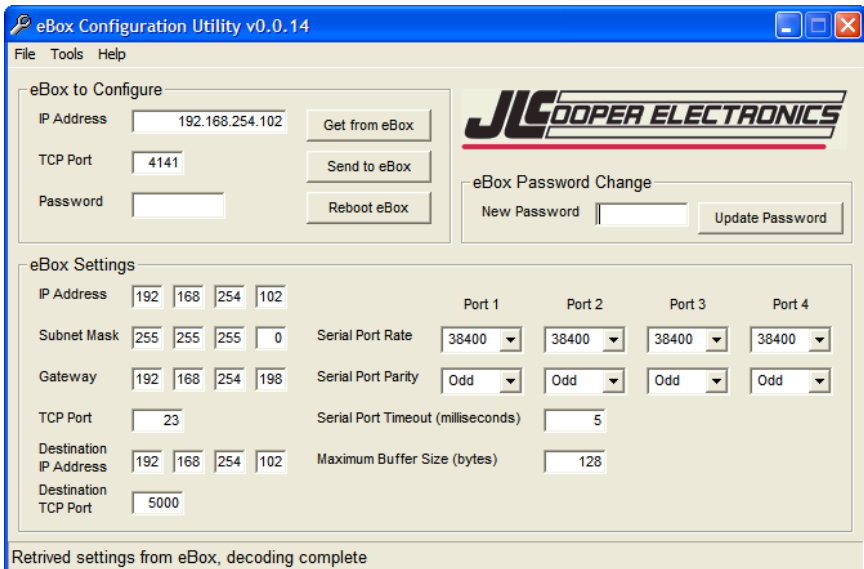 eBox Configuration Utility v0.0.14
File Tools Help
eBox to Configure
IP Address 192.168.254.102 Get from eBox
TCP Port 4141 Send to eBox
Password Reboot eBox
JLCOOPER ELECTRONICS
eBox Password Change
New Password Update Password
eBox Settings
IP Address 192 168 254 102 Port 1 Port 2 Port 3 Port 4
Subnet Mask 255 255 255 0 Serial Port Rate 38400 38400 38400 38400
Gateway 192 168 254 198 Serial Port Parity Odd Odd Odd Odd
TCP Port 23 Serial Port Timeout (milliseconds) 5
Destination
IP Address 192 168 254 102 Maximum Buffer Size (bytes) 128
Destination
TCP Port 5000
Retrived settings from eBox, decoding complete